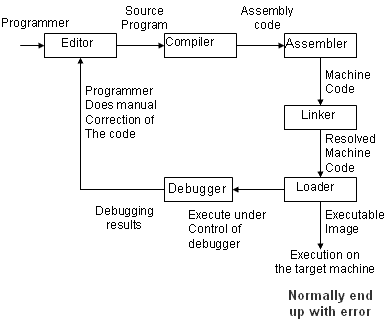 Programmer
Source
Program
Assembly
code
Editor
Compiler
Assembler
Machine
Code
Programmer
Does manual
Correction of
The code
Linker
Resolved
Machine
Code
Debugger
Loader
Debugging
results
Execute under
Control of
debugger
Executable
Image
Execution on
the target machine
Normally end
up with error